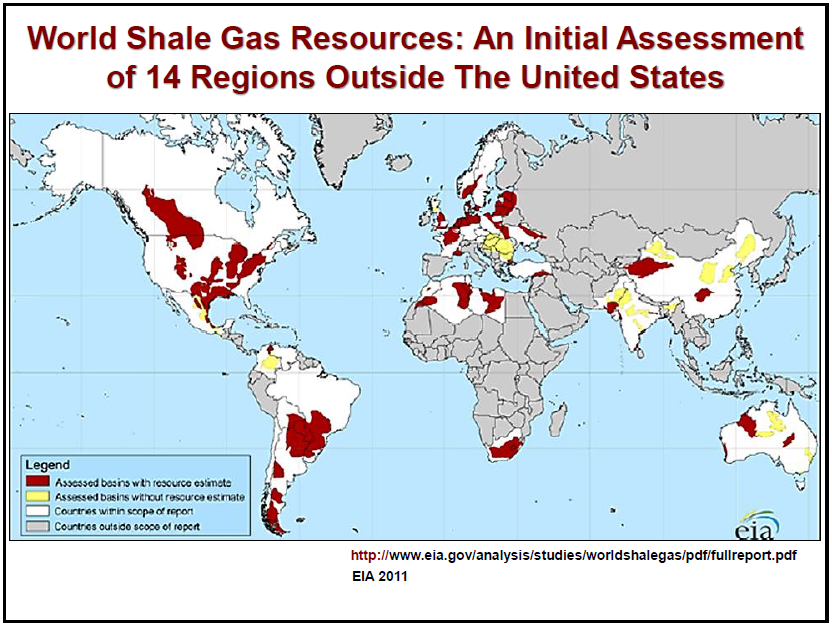 World Shale Gas Resources: An Initial Assessment
of 14 Regions Outside The United States
Legend
Assessed basins with resource estimate
Assessed basins without resource estimate
Countries within scope of report
Countries outside scope of report
eia
http://www.eia.gov/analysis/studies/worldshalegas/pdf/fullreport.pdf
EIA 2011